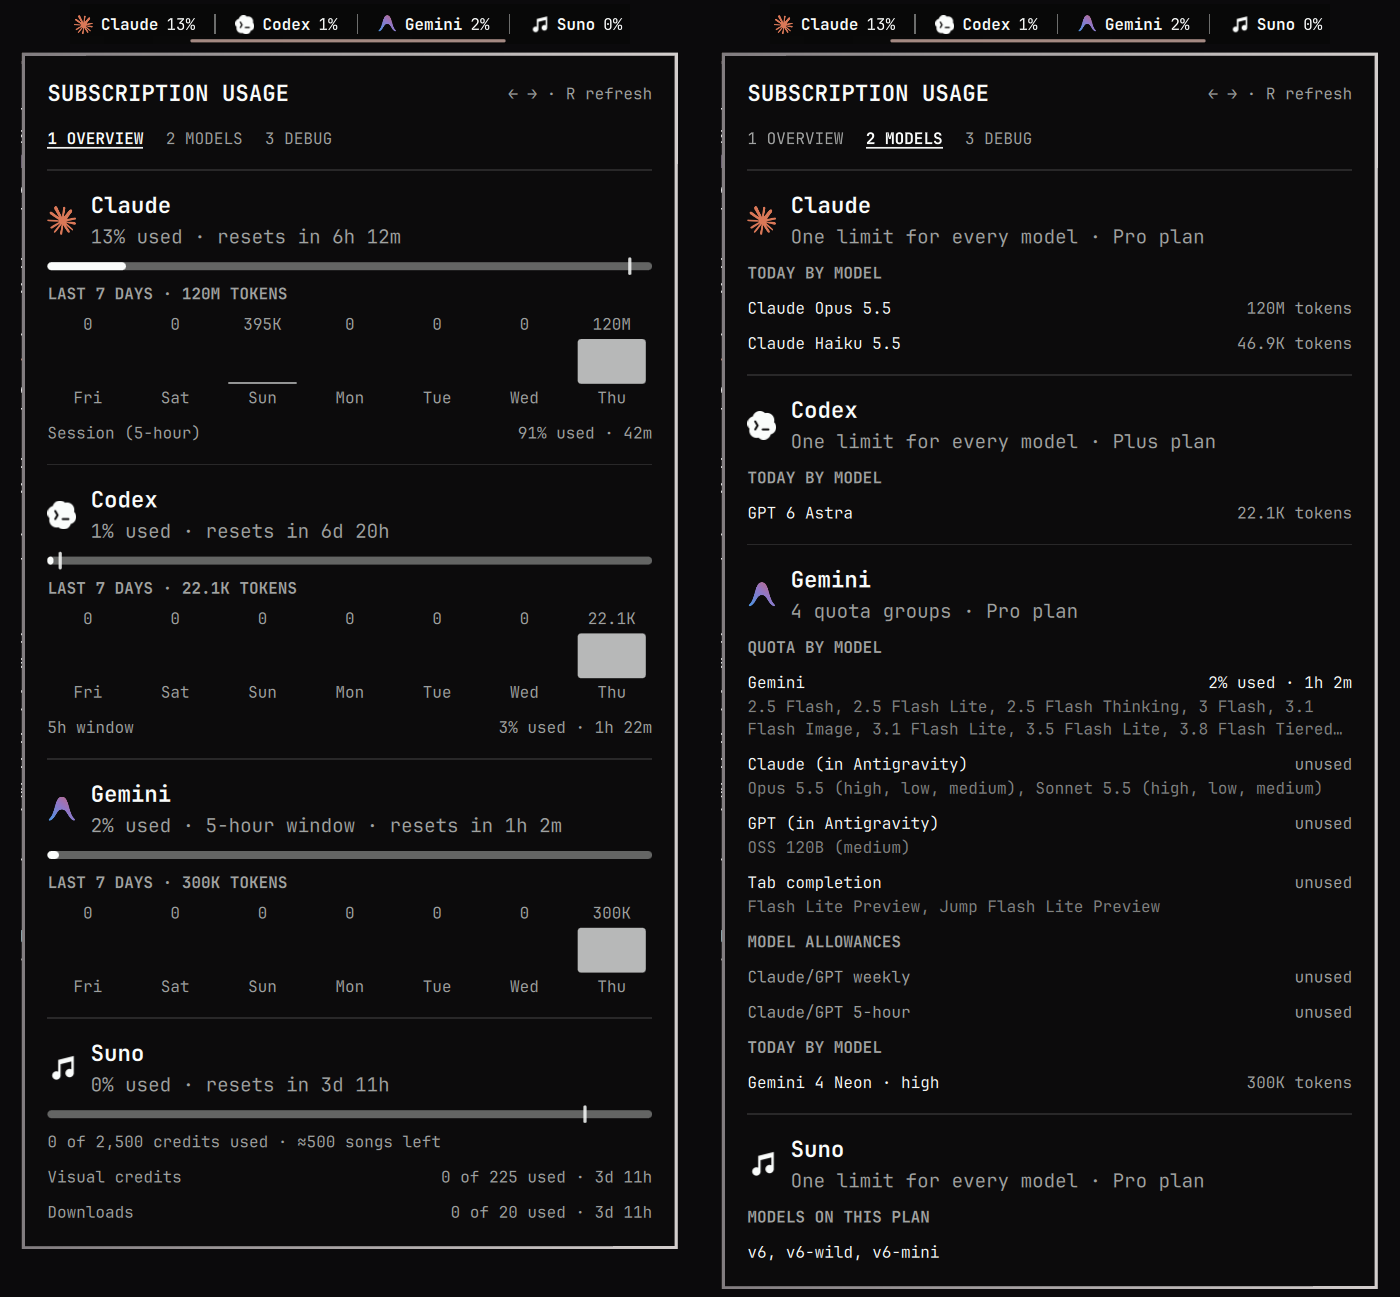 Claude 13% | Codex 1% | Gemini 2% | Suno 0%
SUBSCRIPTION USAGE ← → · R refresh
1 OVERVIEW 2 MODELS 3 DEBUG
Claude
13% used · resets in 6h 12m
LAST 7 DAYS · 120M TOKENS
0 0 395K 0 0 0 120M
Fri Sat Sun Mon Tue Wed Thu
Session (5-hour) 91% used · 42m
Codex
1% used · resets in 6d 20h
LAST 7 DAYS · 22.1K TOKENS
0 0 0 0 0 0 22.1K
Fri Sat Sun Mon Tue Wed Thu
5h window 3% used · 1h 22m
Gemini
2% used · 5-hour window · resets in 1h 2m
LAST 7 DAYS · 300K TOKENS
0 0 0 0 0 0 300K
Fri Sat Sun Mon Tue Wed Thu
Suno
0% used · resets in 3d 11h
0 of 2,500 credits used · ≈500 songs left
Visual credits 0 of 225 used · 3d 11h
Downloads 0 of 20 used · 3d 11h
Claude 13% | Codex 1% | Gemini 2% | Suno 0%
SUBSCRIPTION USAGE ← → · R refresh
1 OVERVIEW 2 MODELS 3 DEBUG
Claude
One limit for every model · Pro plan
TODAY BY MODEL
Claude Opus 5.5 120M tokens
Claude Haiku 5.5 46.9K tokens
Codex
One limit for every model · Plus plan
TODAY BY MODEL
GPT 6 Astra 22.1K tokens
Gemini
4 quota groups · Pro plan
QUOTA BY MODEL
Gemini 2% used · 1h 2m
2.5 Flash, 2.5 Flash Lite, 2.5 Flash Thinking, 3 Flash, 3.1
Flash Image, 3.1 Flash Lite, 3.5 Flash Lite, 3.8 Flash Tiered…
Claude (in Antigravity) unused
Opus 5.5 (high, low, medium), Sonnet 5.5 (high, low, medium)
GPT (in Antigravity) unused
OSS 120B (medium)
Tab completion unused
Flash Lite Preview, Jump Flash Lite Preview
MODEL ALLOWANCES
Claude/GPT weekly unused
Claude/GPT 5-hour unused
TODAY BY MODEL
Gemini 4 Neon · high 300K tokens
Suno
One limit for every model · Pro plan
MODELS ON THIS PLAN
v6, v6-wild, v6-mini